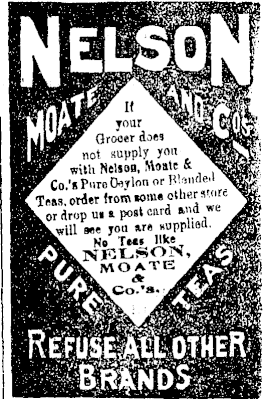 NELSON
MOATE AND CO'S
If
your
Grocer does
not supply you
with Nelson, Moate &
Co.'s Pure Ceylon or Blended
Teas, order from some other store
or drop us a post card and we
will see you are supplied.
No Teas like
NELSON,
MOATE
&
Co.'s.
PURE TEAS
REFUSE ALL OTHER
BRANDS